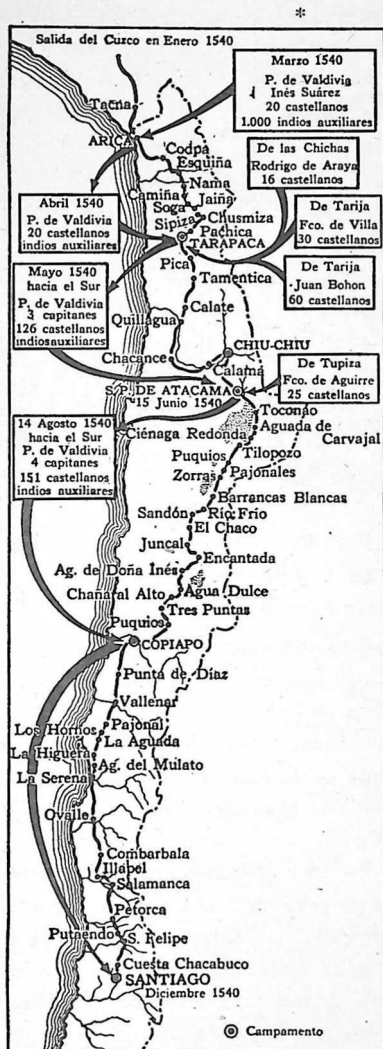 *
Salida del Cuzco en Enero 1540
Marzo 1540
P. de Valdivia
Inés Suárez
20 castellanos
1.000 indios auxiliares
Tacna
ARICA
Codpa
Esquiña
Nama
Camiña
Jaiña
Soga
Chusmiza
Sipiza
Pachica
TARAPACA
De las Chichas
Rodrigo de Araya
16 castellanos
Abril 1540
P. de Valdivia
20 castellanos
indios auxiliares
De Tarija
Fco. de Villa
30 castellanos
Pica
Tamentica
De Tarija
Juan Bohon
60 castellanos
Mayo 1540
hacia el Sur
P. de Valdivia
3 capitanes
126 castellanos
indios auxiliares
Calate
Quillagua
CHIU-CHIU
Chacance
Calama
De Tupiza
Fco. de Aguirre
25 castellanos
S. P. DE ATACAMA
15 Junio 1540
Toconao
14 Agosto 1540
hacia el Sur
P. de Valdivia
4 capitanes
151 castellanos
indios auxiliares
Ciénaga Redonda
Aguada de
Carvajal
Puquios
Tilopozo
Zorras
Pajonales
Barrancas Blancas
Sandón
Río Frío
El Chaco
Juncal
Encantada
Ag. de Doña Inés
Chañaral Alto
Agua Dulce
Tres Puntas
Puquios
COPIAPO
Punta de Díaz
Vallenar
Los Hornos
Pajonal
La Aguada
La Higuera
Ag. del Mulato
La Serena
Ovalle
Combarbala
Illapel
Salamanca
Petorca
Putaendo
S. Felipe
Cuesta Chacabuco
SANTIAGO
Diciembre 1540
Campamento